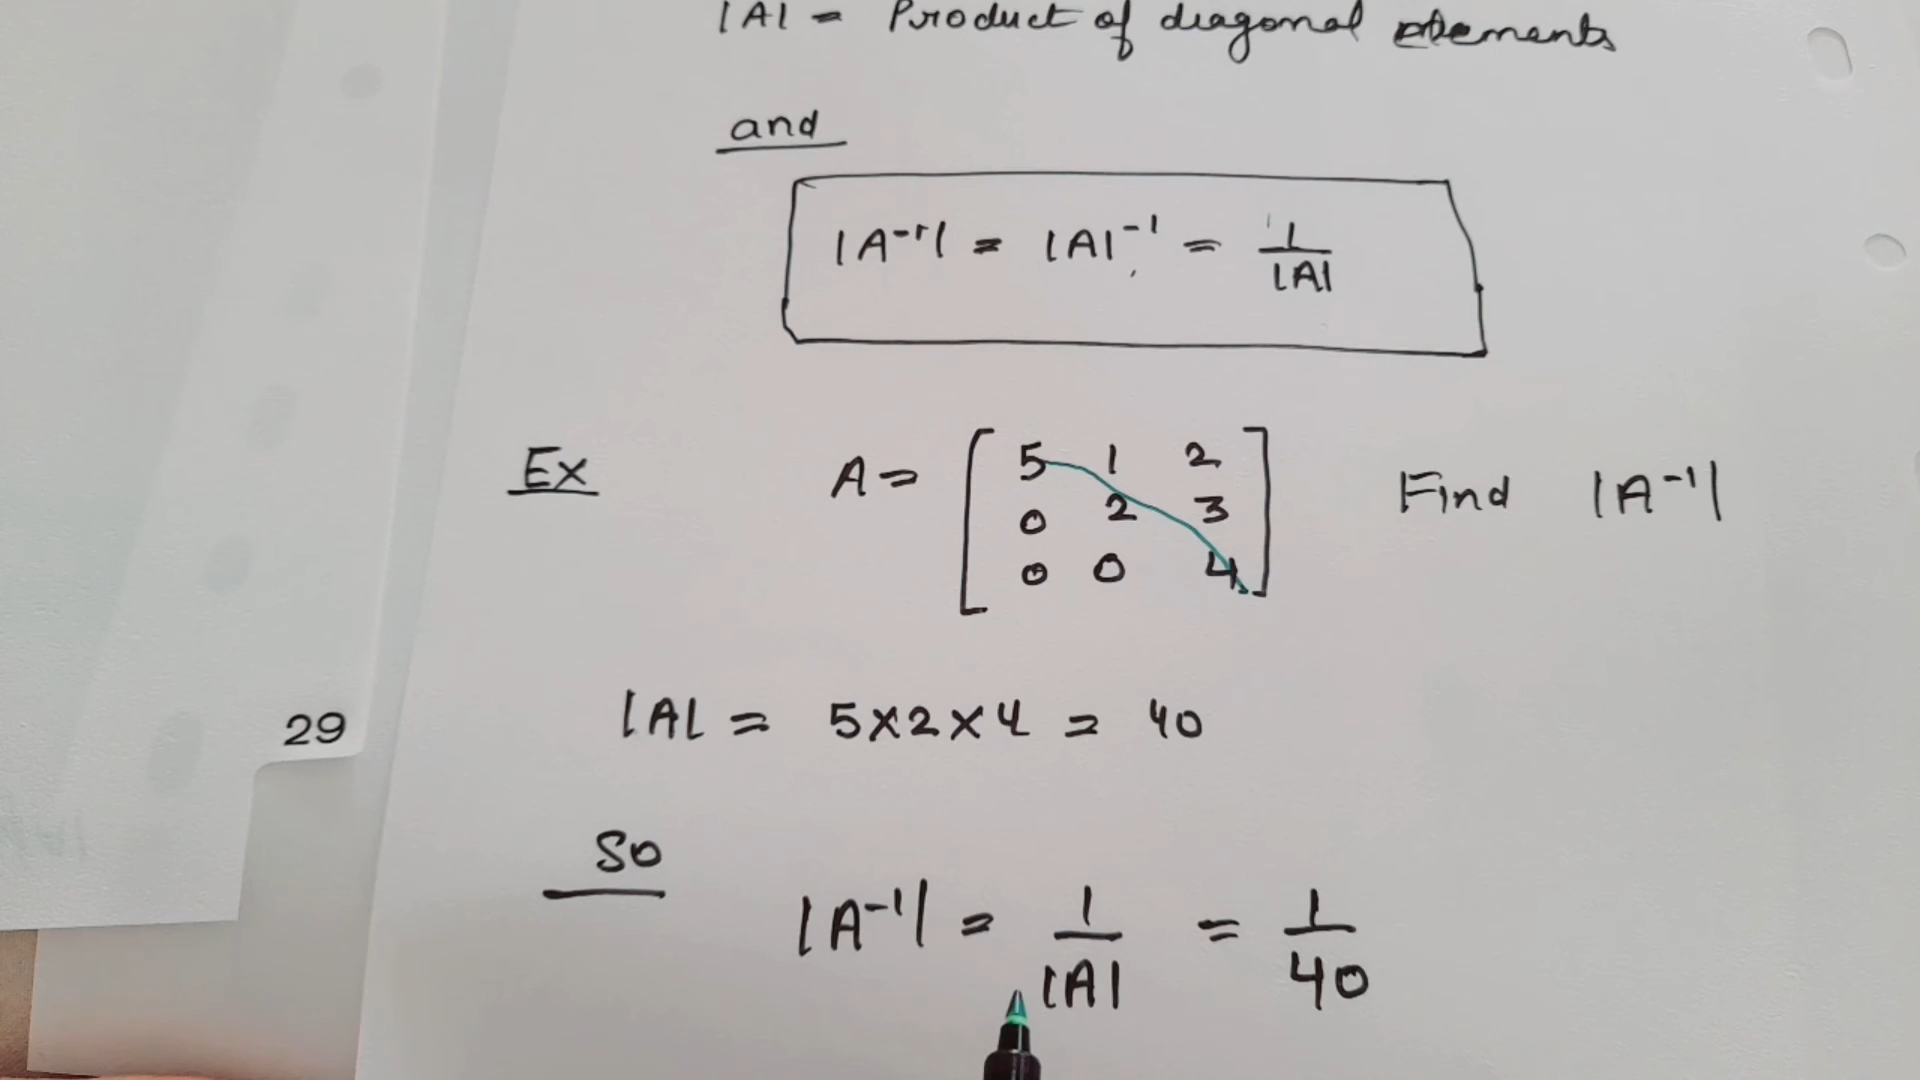 |A| = Product of diagonal elements
and
|A⁻¹| = |A|⁻¹ = 1/|A|
Ex A = [ 5 1 2 Find |A⁻¹|
0 2 3
0 0 4 ]
|A| = 5×2×4 = 40
29
So
|A⁻¹| = 1/|A| = 1/40